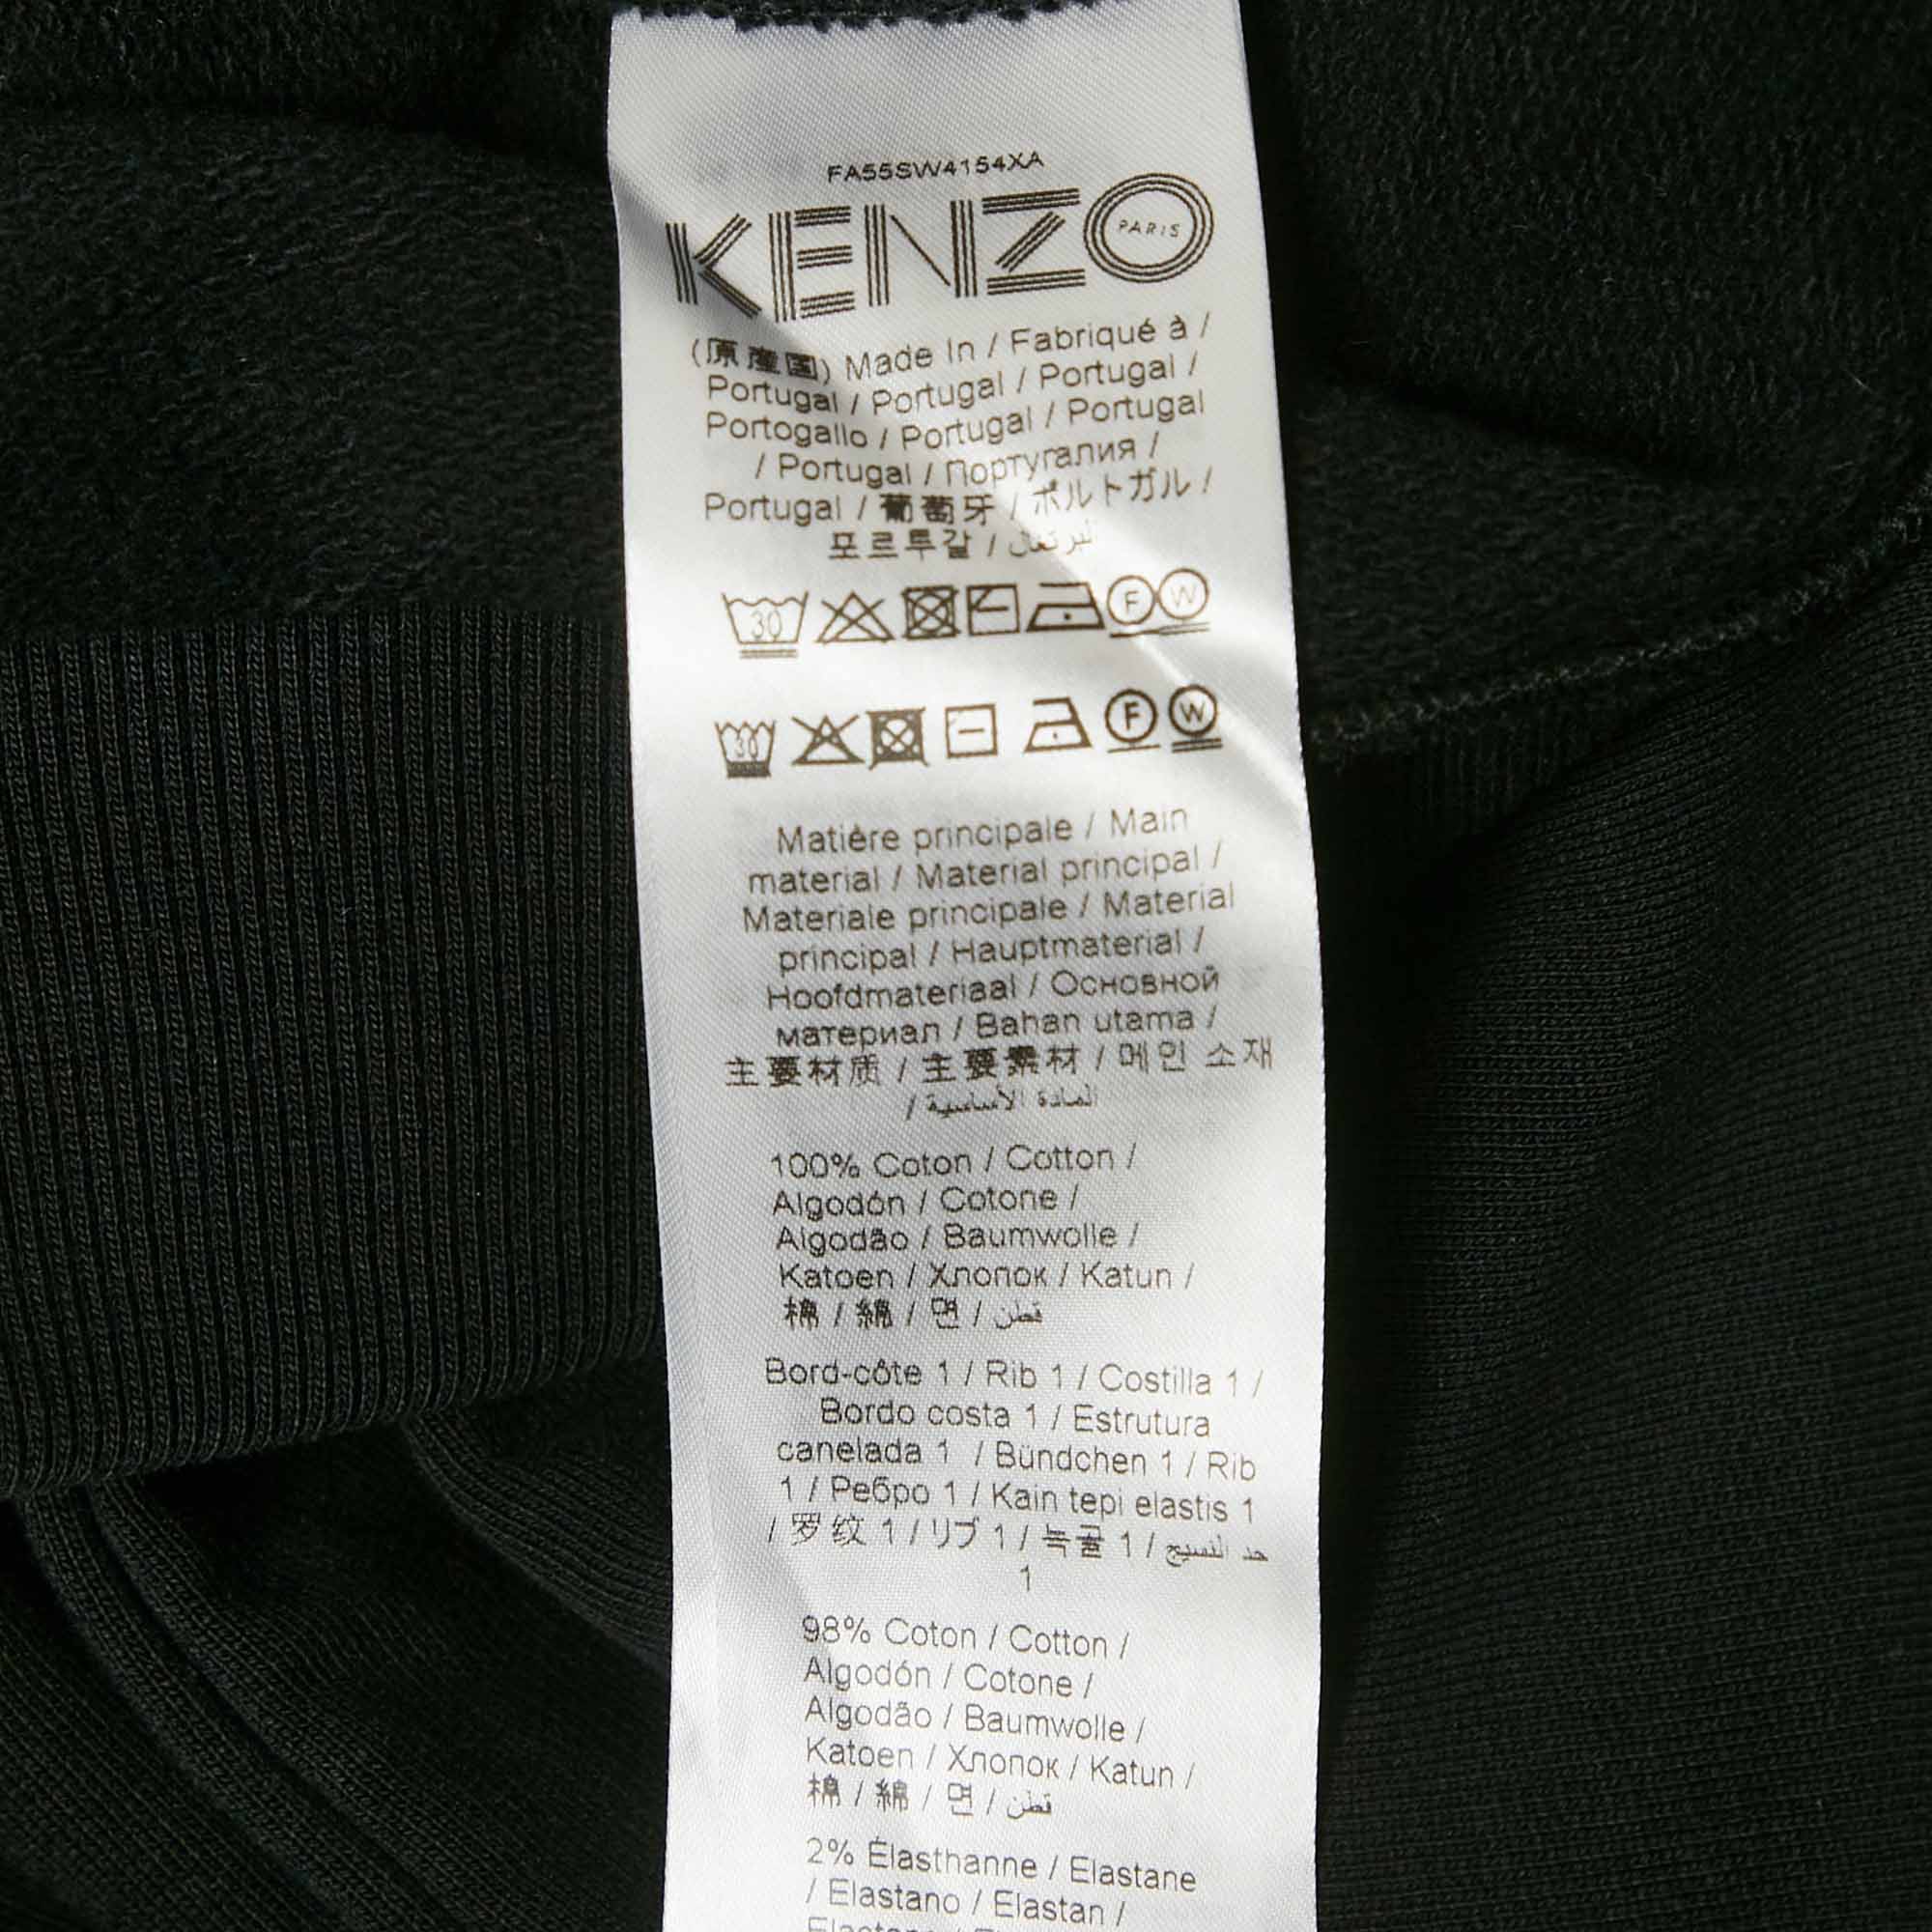 FA55SW4154XA
KENZO PARIS
(原産国) Made In / Fabriqué à /
Portugal / Portugal / Portugal /
Portogallo / Portugal / Portugal
/ Portugal / Португалия /
Portugal / 葡萄牙 / ポルトガル /
포르투갈 / البرتغال
30 F W
30 F W
Matière principale / Main
material / Material principal /
Materiale principale / Material
principal / Hauptmaterial /
Hoofdmateriaal / Основной
материал / Bahan utama /
主要材质 / 主要素材 / 메인 소재
/ المادة الأساسية
100% Coton / Cotton /
Algodón / Cotone /
Algodão / Baumwolle /
Katoen / Хлопок / Katun /
棉 / 綿 / 면 / قطن
Bord-côte 1 / Rib 1 / Costilla 1 /
Bordo costa 1 / Estrutura
canelada 1 / Bündchen 1 / Rib
1 / Ребро 1 / Kain tepi elastis 1
/ 罗纹 1 / リブ 1 / 늑골 1 / حد النسيج
1
98% Coton / Cotton /
Algodón / Cotone /
Algodão / Baumwolle /
Katoen / Хлопок / Katun /
棉 / 綿 / 면 / قطن
2% Élasthanne / Elastane
/ Elastano / Elastan /